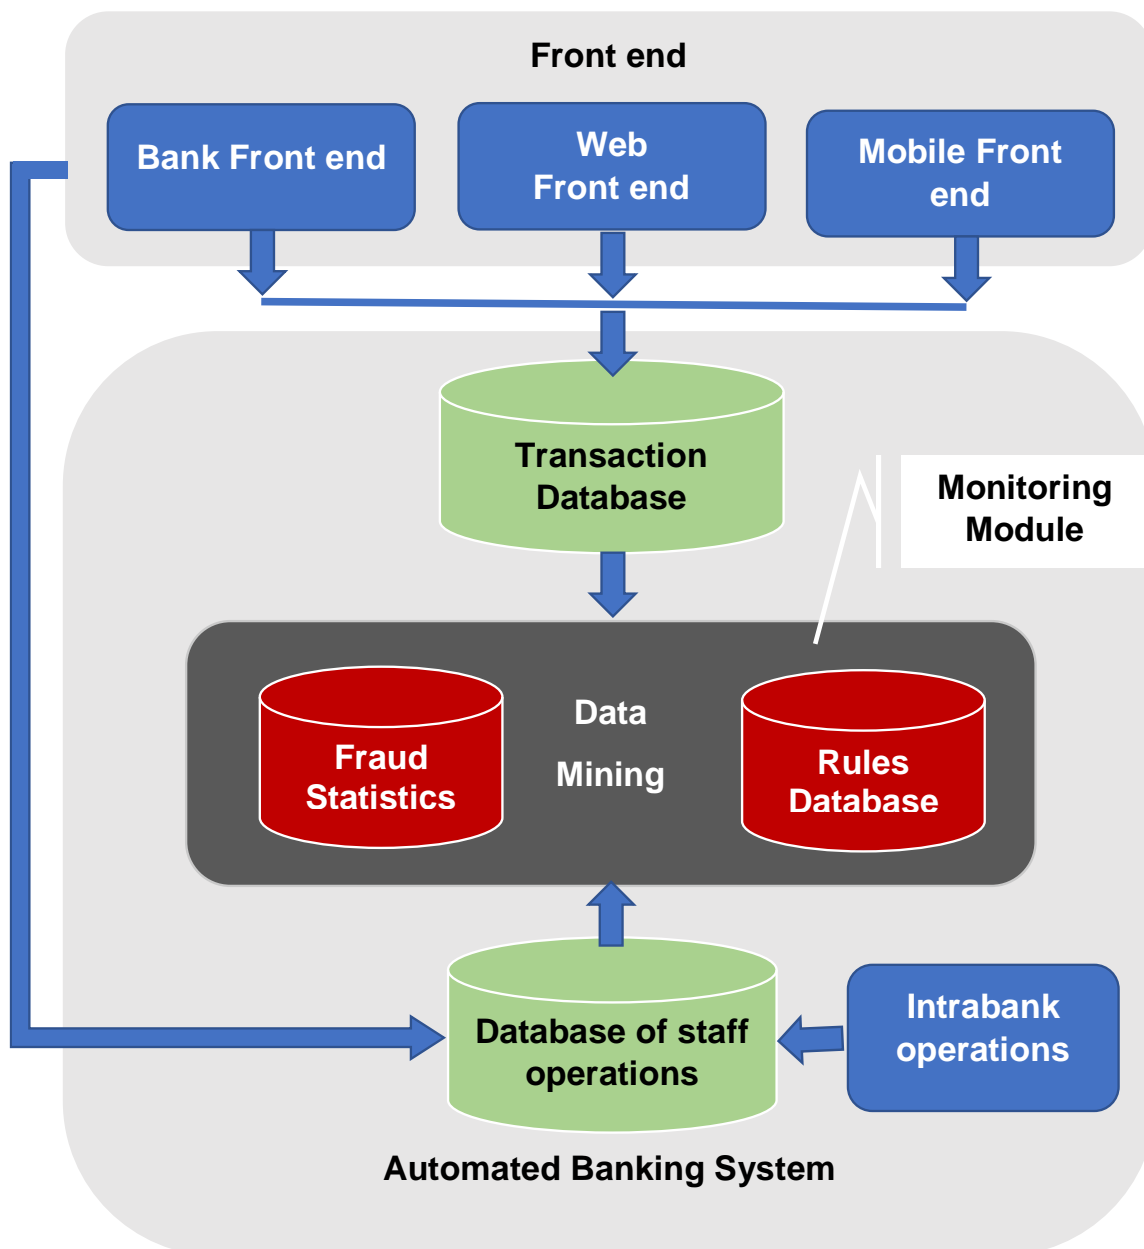 Front end
Bank Front end
Web
Front end
Mobile Front
end
Transaction
Database
Monitoring
Module
Fraud
Statistics
Data
Mining
Rules
Database
Database of staff
operations
Intrabank
operations
Automated Banking System